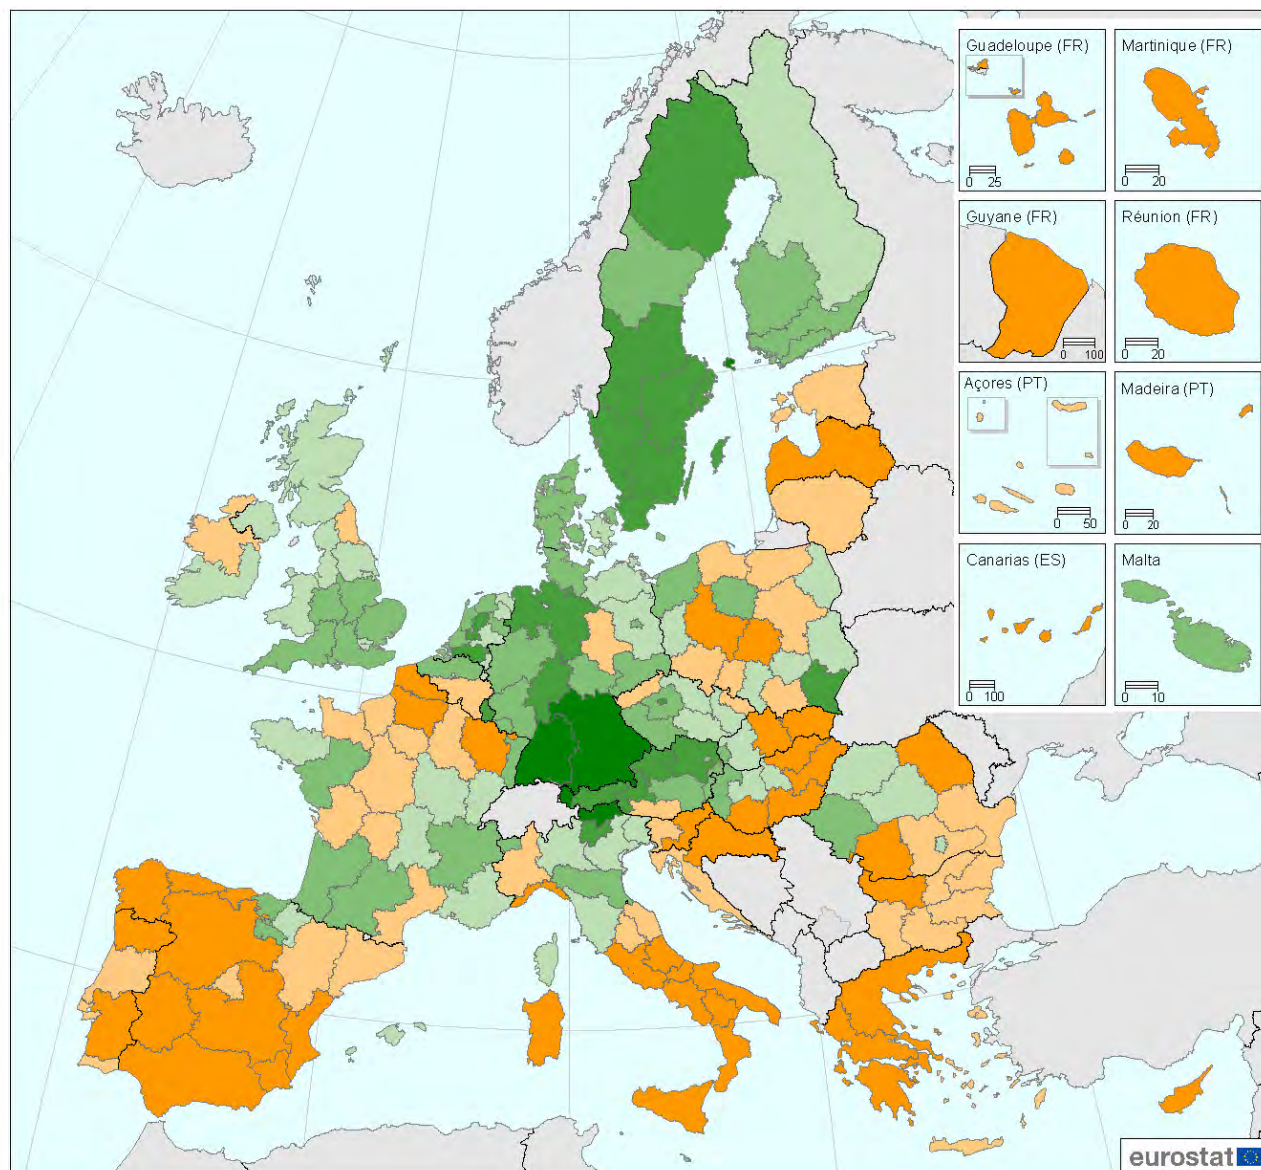 Guadeloupe (FR)
0 25
Martinique (FR)
0 20
Guyane (FR)
0 100
Réunion (FR)
0 20
Açores (PT)
0 50
Madeira (PT)
0 20
Canarias (ES)
0 100
Malta
0 10
eurostat